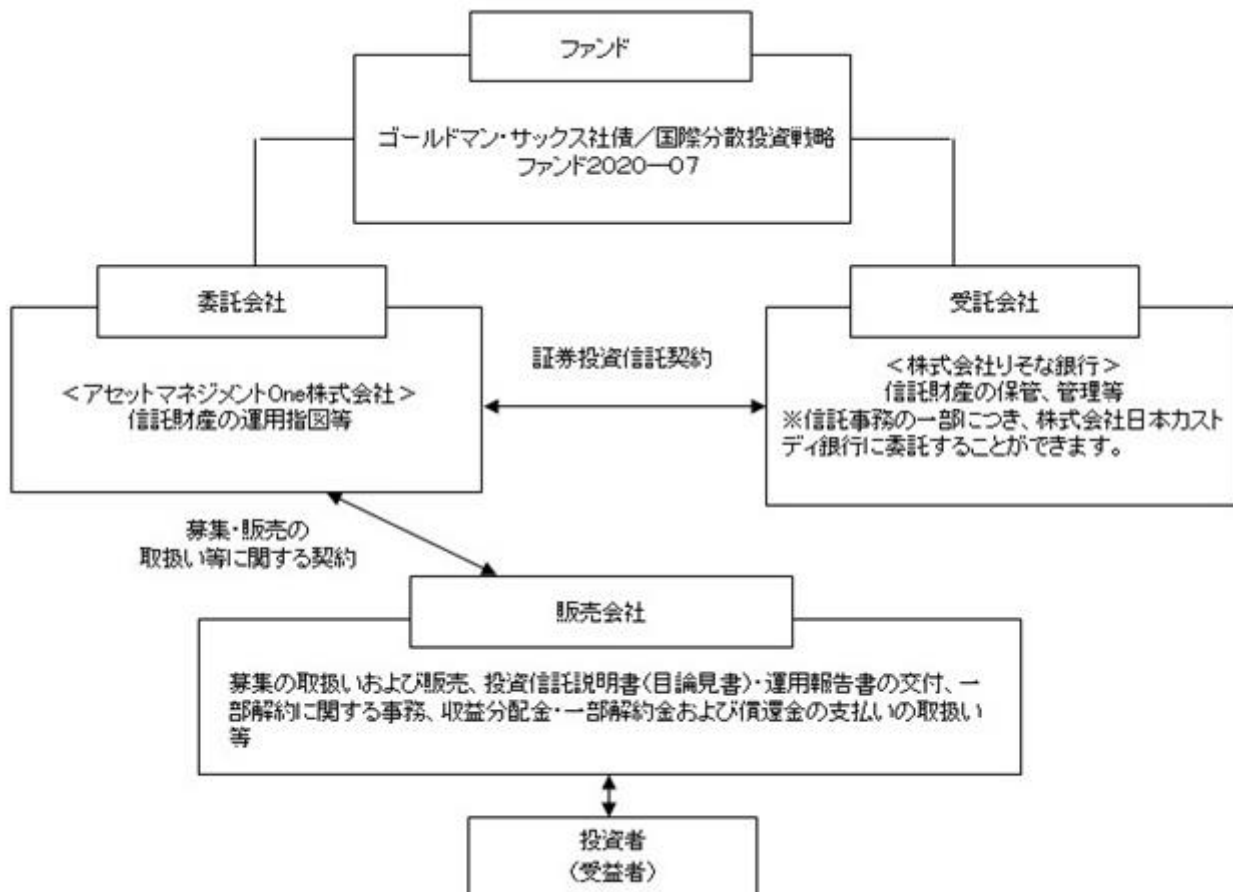 ファンド
ゴールドマン・サックス社債／国際分散投資戦略
ファンド2020―07
委託会社
＜アセットマネジメントOne株式会社＞
信託財産の運用指図等
証券投資信託契約
受託会社
＜株式会社りそな銀行＞
信託財産の保管、管理等
※信託事務の一部につき、株式会社日本カスト
ディ銀行に委託することができます。
募集・販売の
取扱い等に関する契約
販売会社
募集の取扱いおよび販売、投資信託説明書（目論見書）・運用報告書の交付、一
部解約に関する事務、収益分配金・一部解約金および償還金の支払いの取扱い
等
投資者
（受益者）